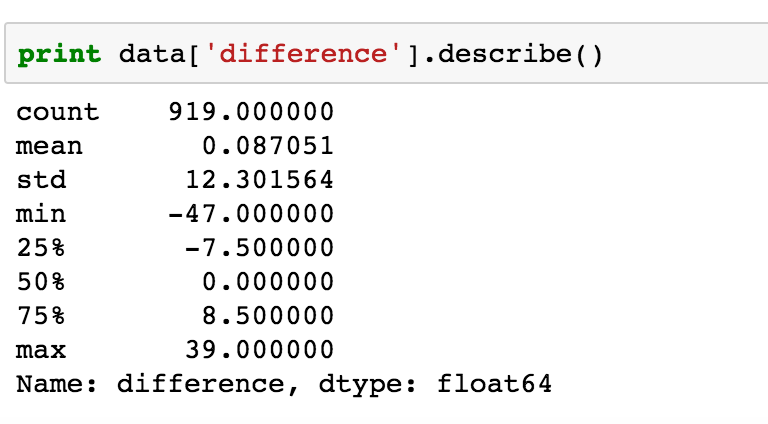 print data['difference'].describe()
count    919.000000
mean       0.087051
std       12.301564
min      -47.000000
25%       -7.500000
50%        0.000000
75%        8.500000
max       39.000000
Name: difference, dtype: float64